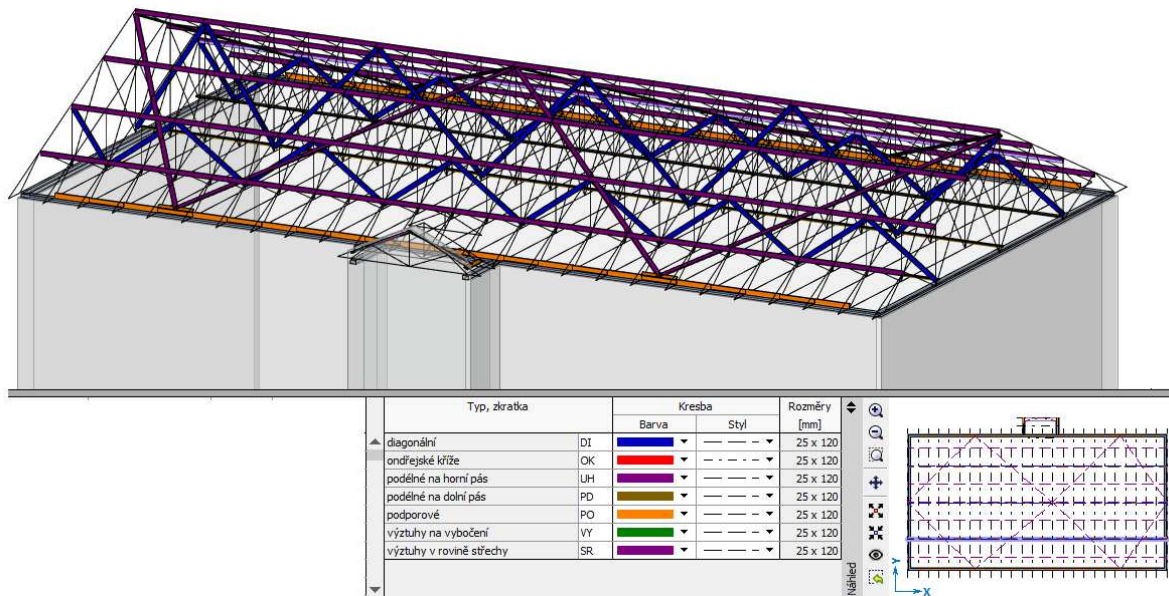 Typ, zkratka Kresba Rozměry
Barva Styl [mm]
diagonální DI 25 x 120
ondřejské kříže OK 25 x 120
podélné na horní pás UH 25 x 120
podélné na dolní pás PD 25 x 120
podporové PO 25 x 120
výztuhy na vybočení VY 25 x 120
výztuhy v rovině střechy SR 25 x 120
Náhled
Y
X